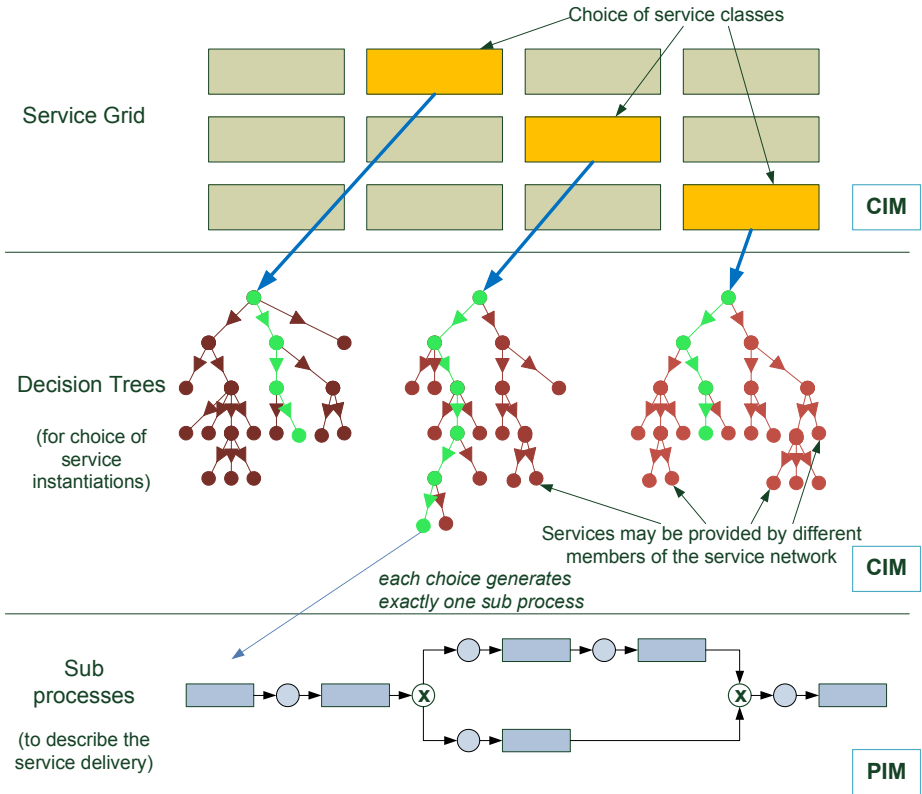 Choice of service classes
Service Grid
CIM
Decision Trees
(for choice of
service
instantiations)
Services may be provided by different
members of the service network
CIM
each choice generates
exactly one sub process
Sub
processes
X
X
(to describe the
service delivery)
PIM